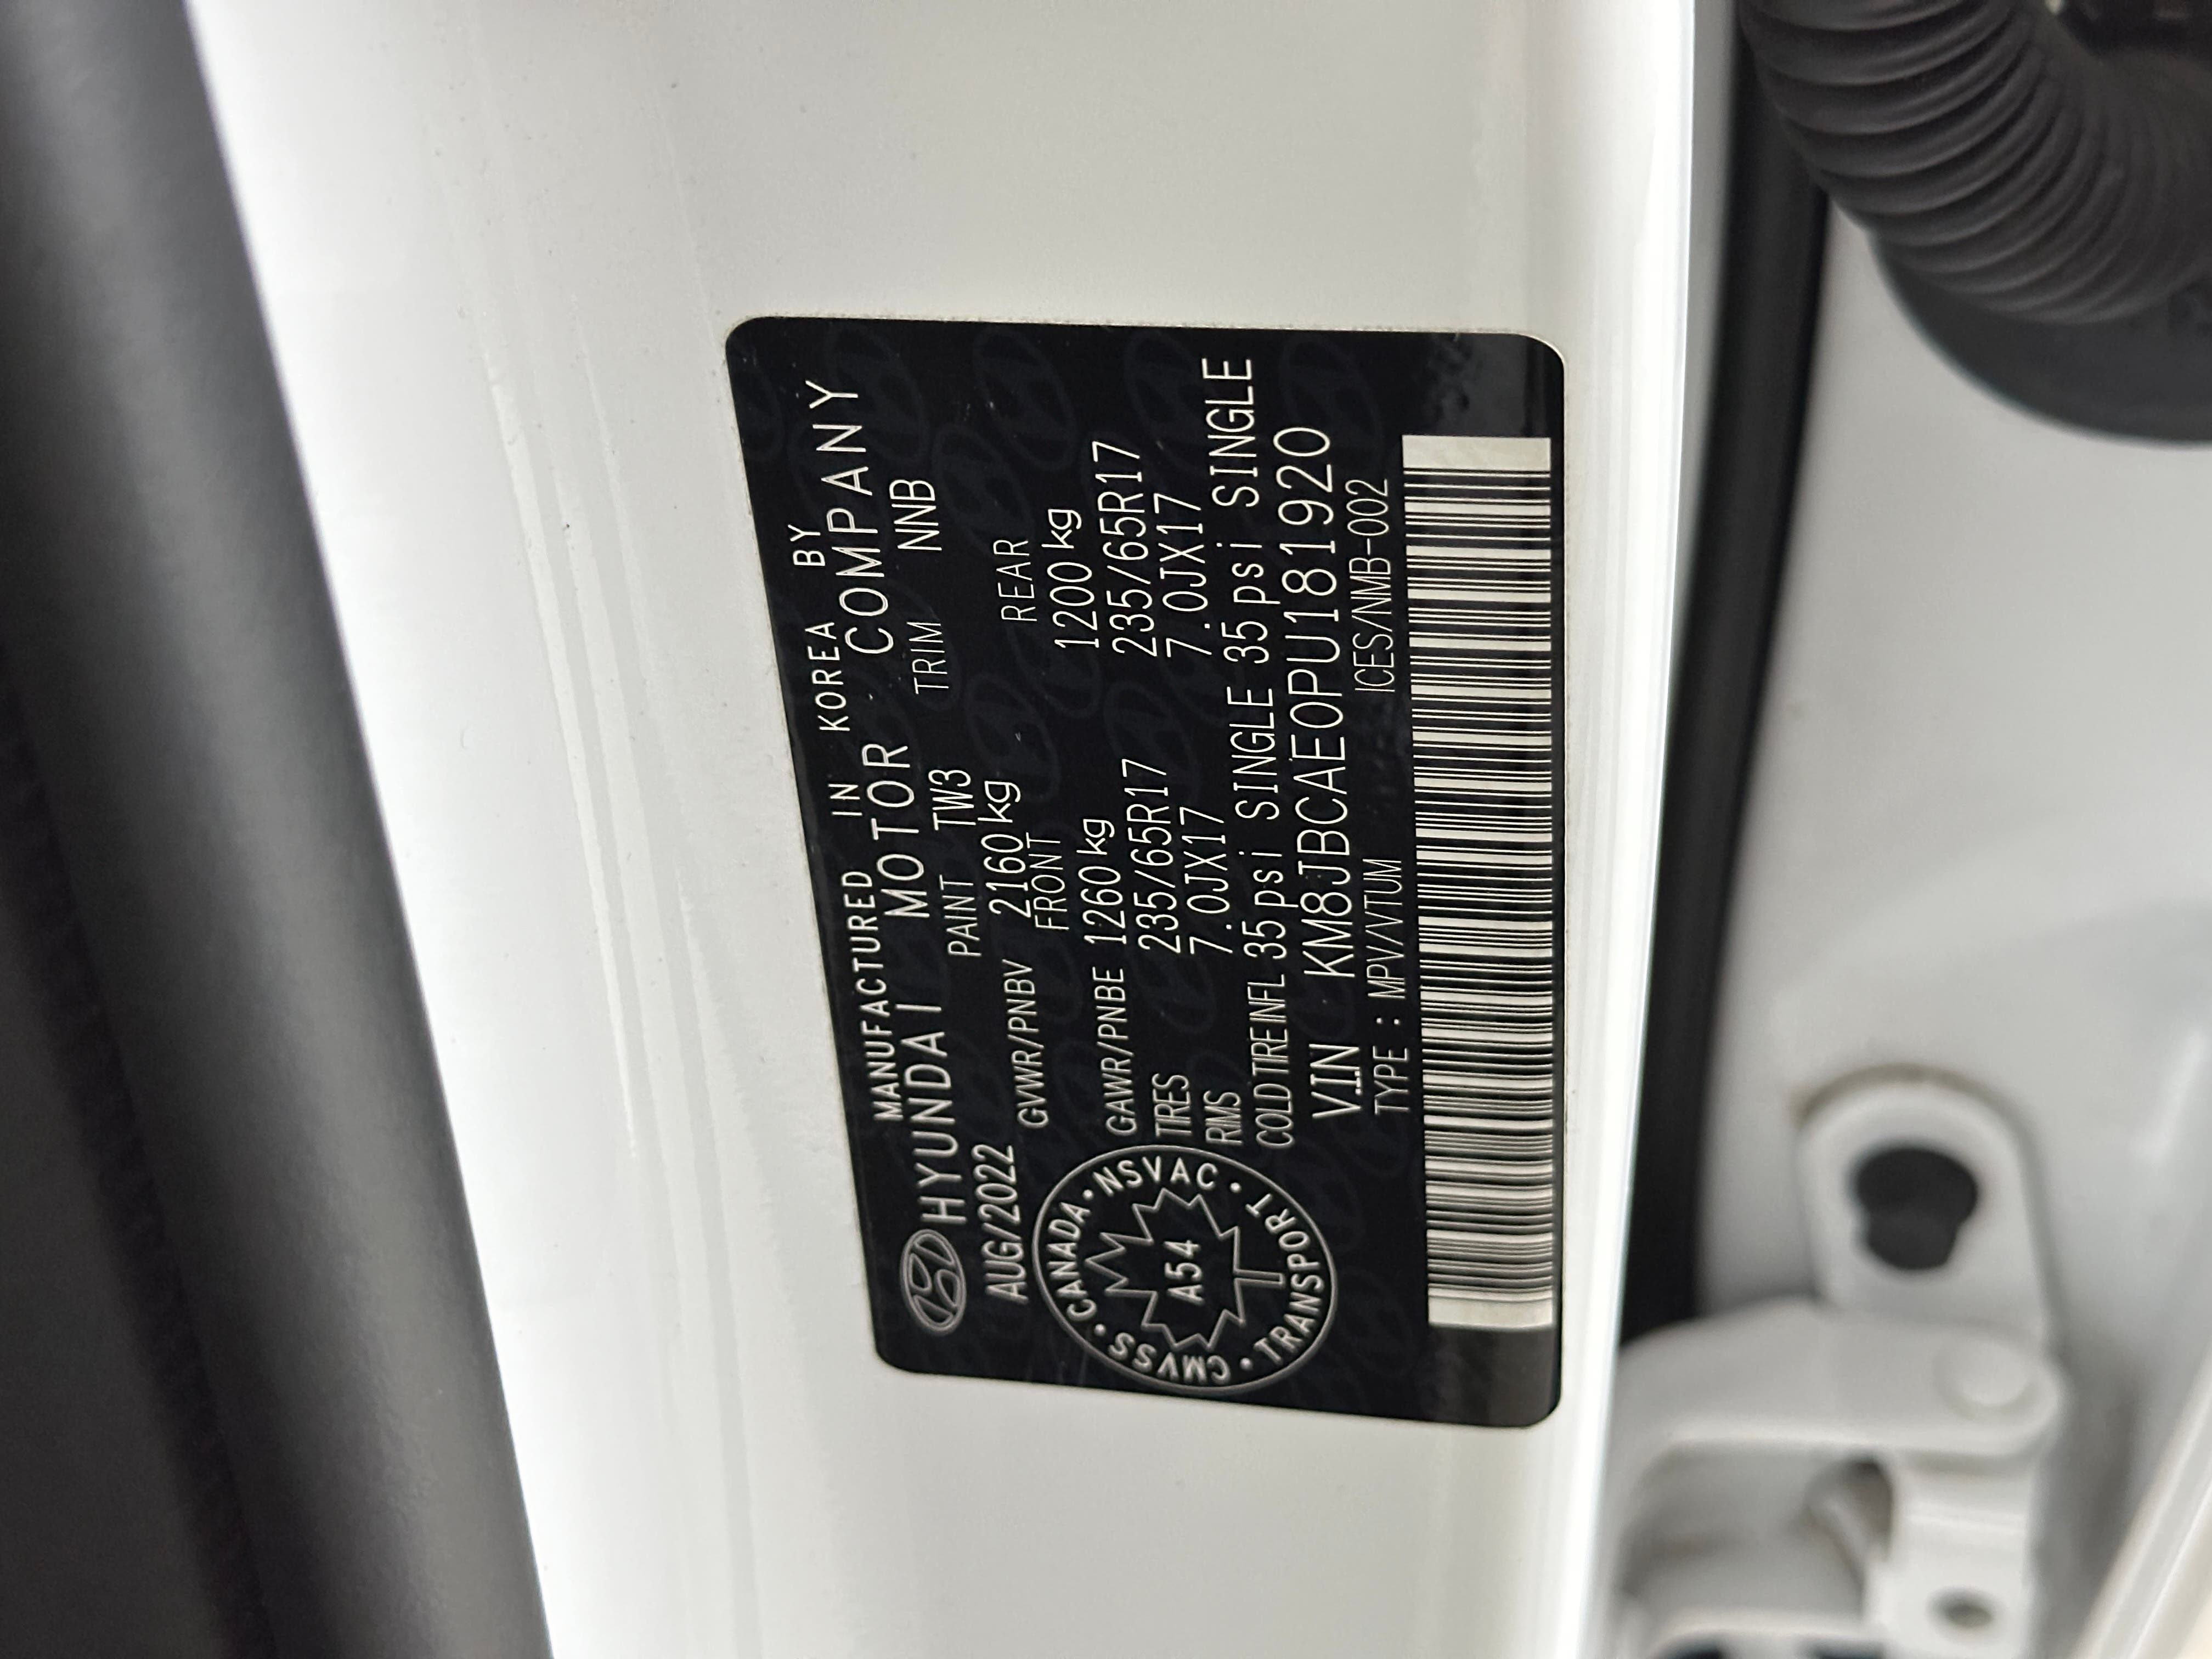 MANUFACTURED IN KOREA BY
HYUNDAI MOTOR COMPANY
AUG/2022 PAINT TW3 TRIM NNB
GVWR/PNBV 2160kg
FRONT REAR
GAWR/PNBE 1260kg 1200kg
TIRES 235/65R17 235/65R17
RIMS 7.0JX17 7.0JX17
COLD TIRE INFL 35psi SINGLE 35psi SINGLE
V.I.N KM8JBCAE0PU181920
TYPE : MPV/VTUM ICES/NMB-002
CMVSS · CANADA · NSVAC · TRANSPORT ·
A54